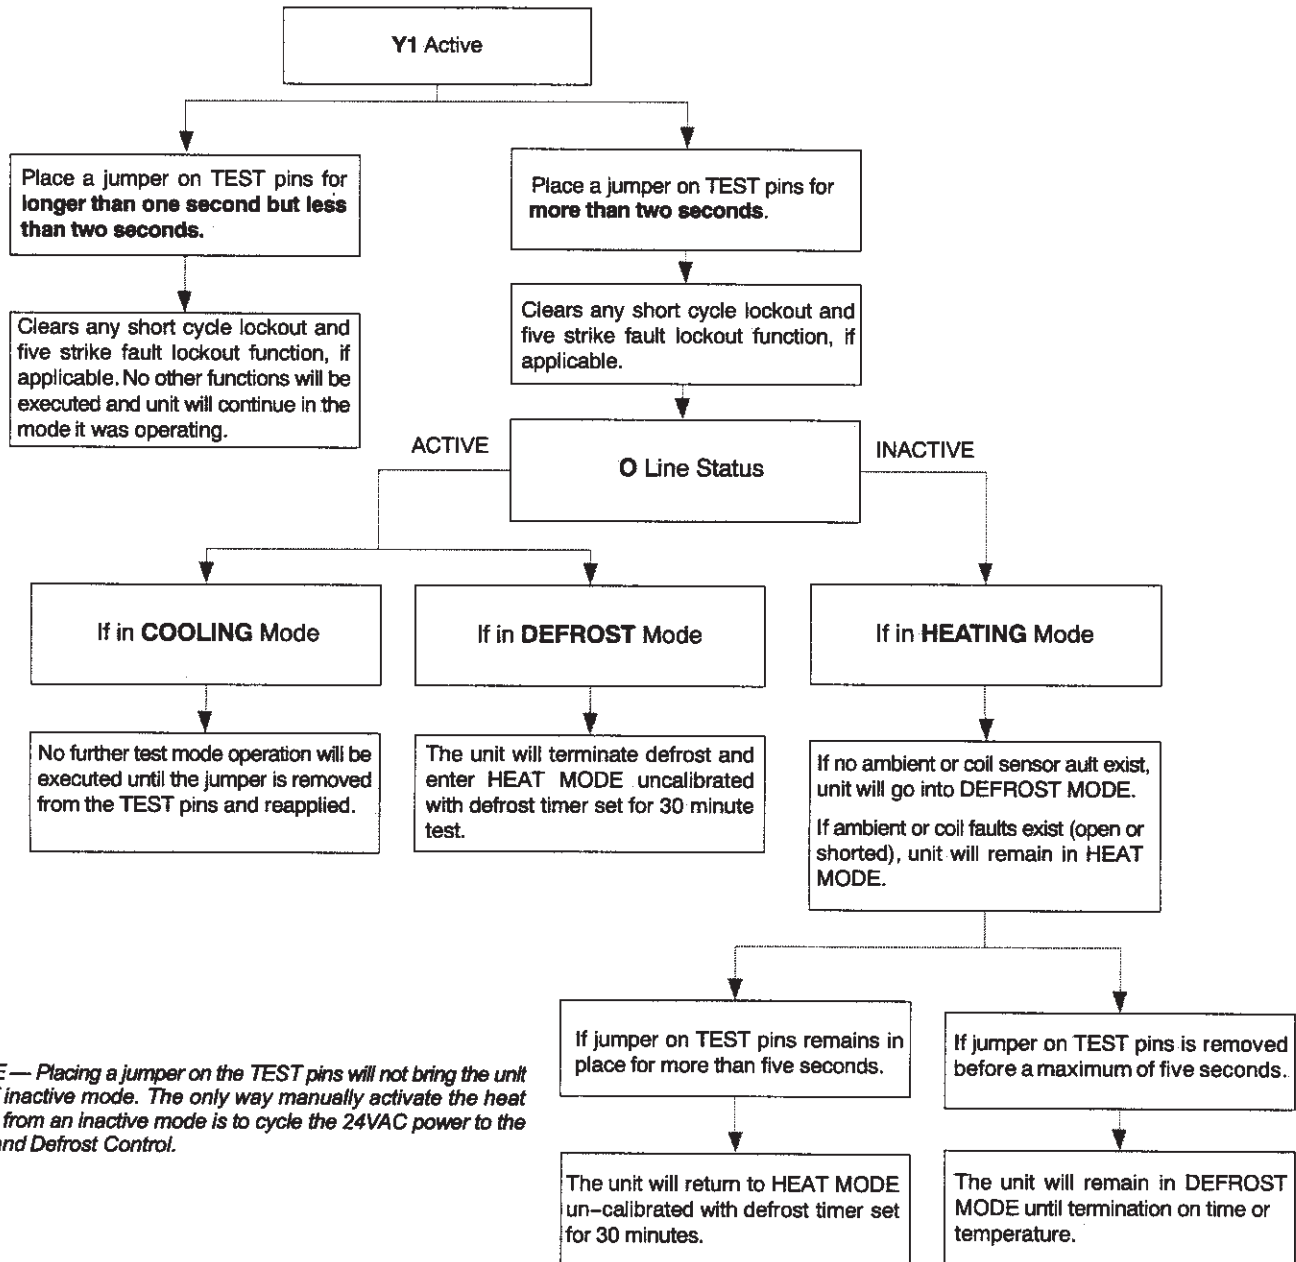 Y1 Active
Place a jumper on TEST pins for
longer than one second but less
than two seconds.
Place a jumper on TEST pins for
more than two seconds.
Clears any short cycle lockout and
five strike fault lockout function, if
applicable. No other functions will be
executed and unit will continue in the
mode it was operating.
Clears any short cycle lockout and
five strike fault lockout function, if
applicable.
ACTIVE
O Line Status
INACTIVE
If in COOLING Mode
If in DEFROST Mode
If in HEATING Mode
No further test mode operation will be
executed until the jumper is removed
from the TEST pins and reapplied.
The unit will terminate defrost and
enter HEAT MODE uncalibrated
with defrost timer set for 30 minute
test.
If no ambient or coil sensor ault exist,
unit will go into DEFROST MODE.
If ambient or coil faults exist (open or
shorted), unit will remain in HEAT
MODE.
E — Placing a jumper on the TEST pins will not bring the unit
inactive mode. The only way manually activate the heat
from an inactive mode is to cycle the 24VAC power to the
and Defrost Control.
If jumper on TEST pins remains in
place for more than five seconds.
If jumper on TEST pins is removed
before a maximum of five seconds.
The unit will return to HEAT MODE
un-calibrated with defrost timer set
for 30 minutes.
The unit will remain in DEFROST
MODE until termination on time or
temperature.